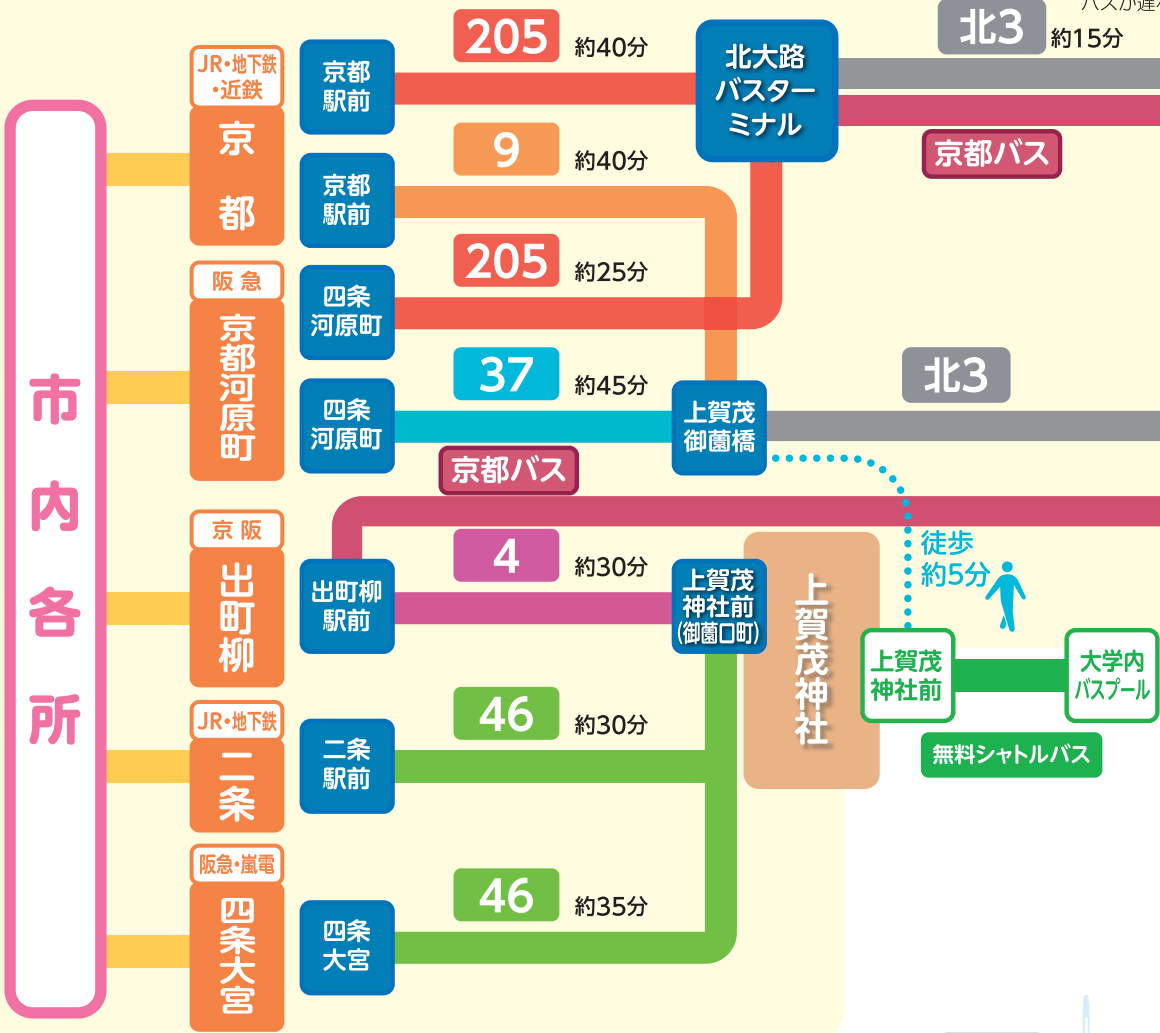 バスが遅
205
約40分
北3
約15分
JR・地下鉄
・近鉄
京都
京都
駅前
北大路
バスター
ミナル
京都バス
9
約40分
京都
駅前
205
約25分
阪急
京都河原町
四条
河原町
37
約45分
北3
四条
河原町
上賀茂
御薗橋
京都バス
市内各所
京阪
出町柳
出町柳
駅前
4
約30分
上賀茂
神社前
(御薗口町)
上賀茂神社
徒歩
約5分
上賀茂
神社前
大学内
バスプール
無料シャトルバス
JR・地下鉄
二条
二条
駅前
46
約30分
阪急・嵐電
四条大宮
四条
大宮
46
約35分